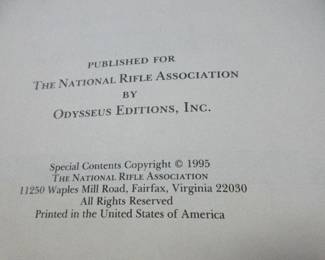 PUBLISHED FOR
THE NATIONAL RIFLE ASSOCIATION
BY
ODYSSEUS EDITIONS, INC.
Special Contents Copyright © 1995
THE NATIONAL RIFLE ASSOCIATION
11250 Waples Mill Road, Fairfax, Virginia 22030
All Rights Reserved
Printed in the United States of America